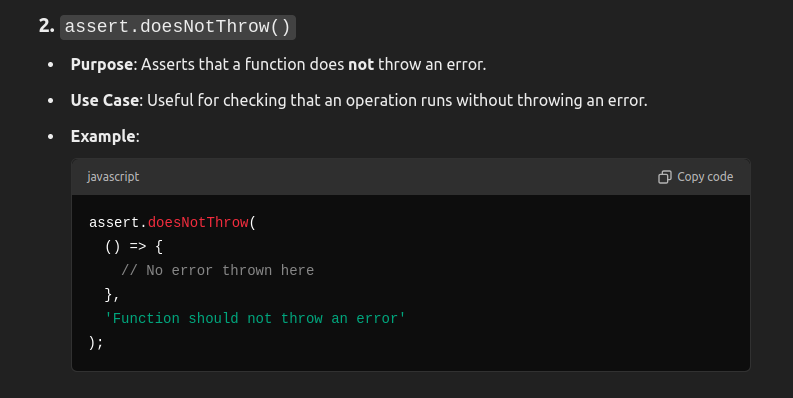 2. assert.doesNotThrow()
• Purpose: Asserts that a function does not throw an error.
• Use Case: Useful for checking that an operation runs without throwing an error.
• Example:
javascript Copy code
assert.doesNotThrow(
  () => {
    // No error thrown here
  },
  'Function should not throw an error'
);